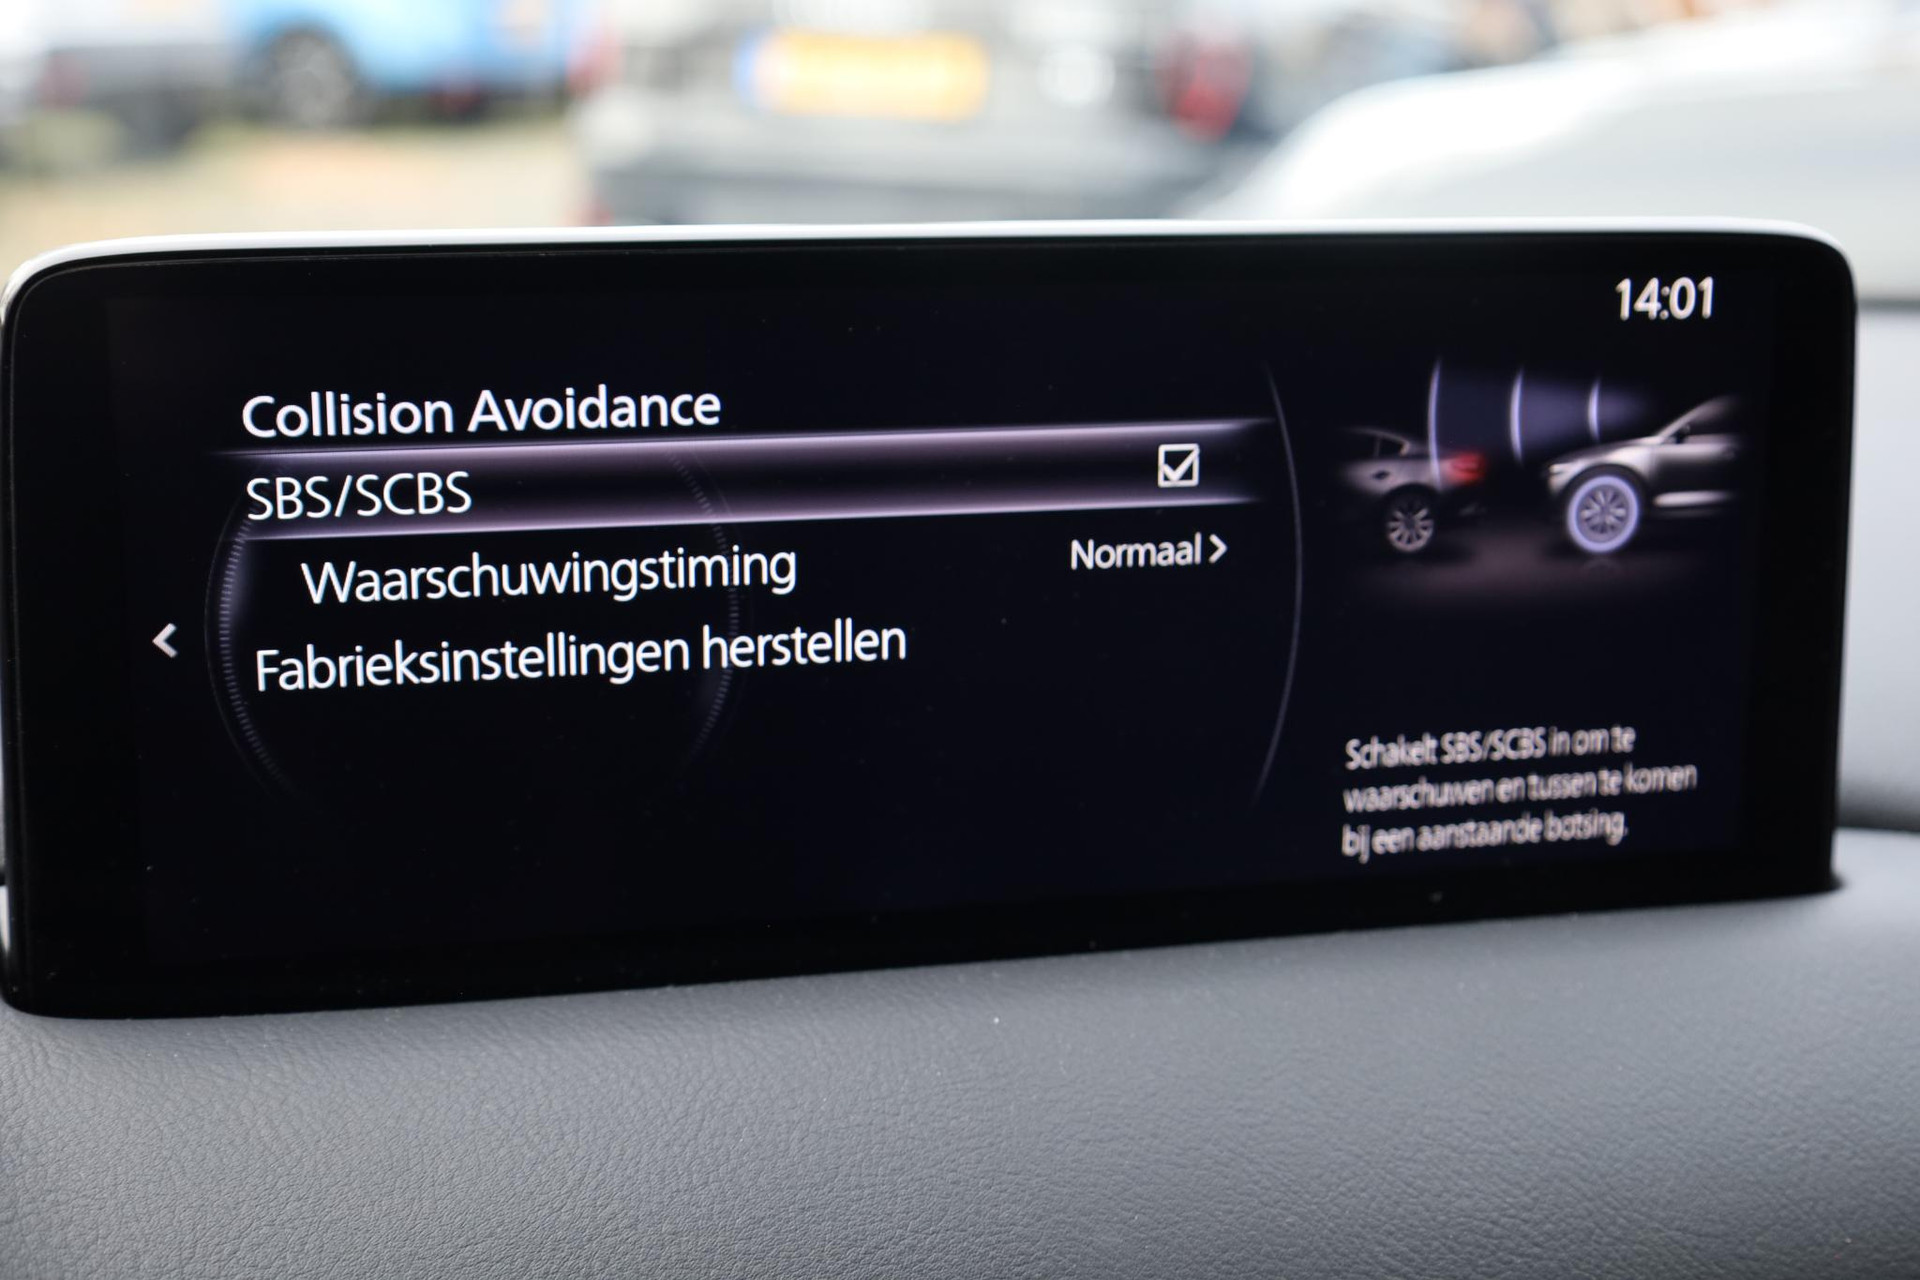 14:01
Collision Avoidance
SBS/SCBS
Waarschuwingstiming Normaal
Fabrieksinstellingen herstellen
Schakelt SBS/SCBS in om te
waarschuwen en tussen te komen
bij een aanstaande botsing.